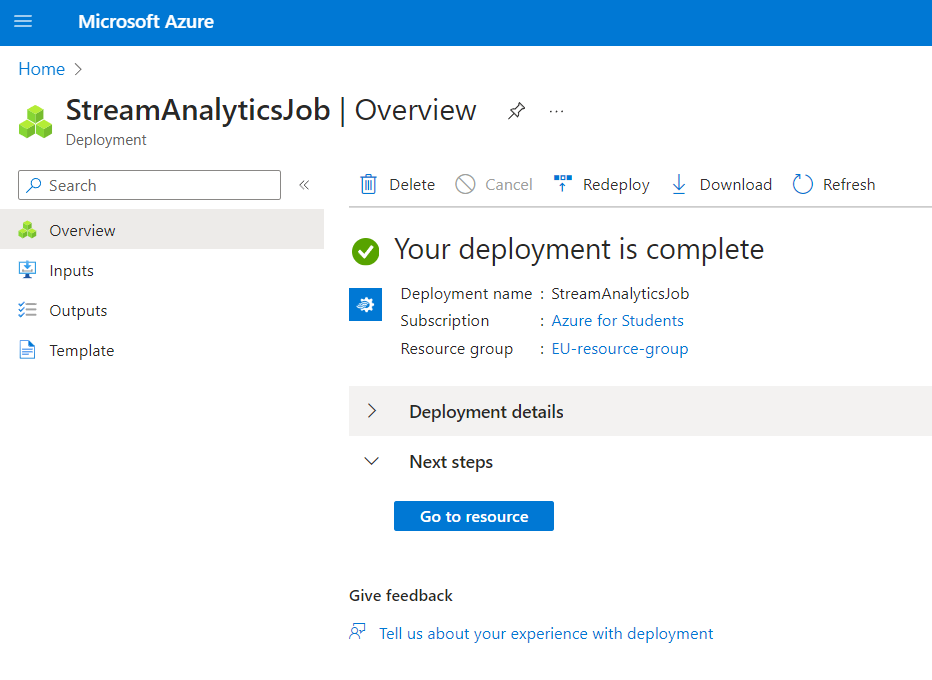 Microsoft Azure
Home
StreamAnalyticsJob | Overview
Deployment
Search
Delete
Cancel
Redeploy
Download
Refresh
Overview
Inputs
Outputs
Template
Your deployment is complete
Deployment name : StreamAnalyticsJob
Subscription : Azure for Students
Resource group : EU-resource-group
Deployment details
Next steps
Go to resource
Give feedback
Tell us about your experience with deployment